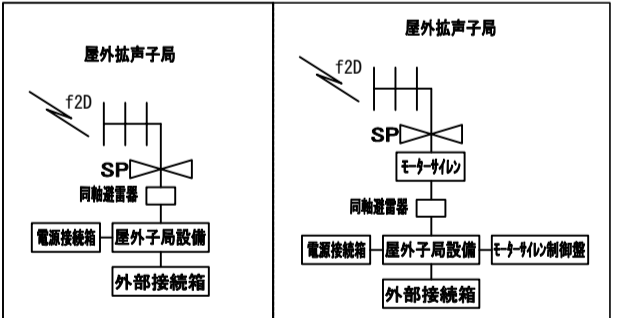 屋外拡声子局
f2D
SP
同軸避雷器
電源接続箱
屋外子局設備
外部接続箱
屋外拡声子局
f2D
SP
モーターサイレン
同軸避雷器
電源接続箱
屋外子局設備
モーターサイレン制御盤
外部接続箱